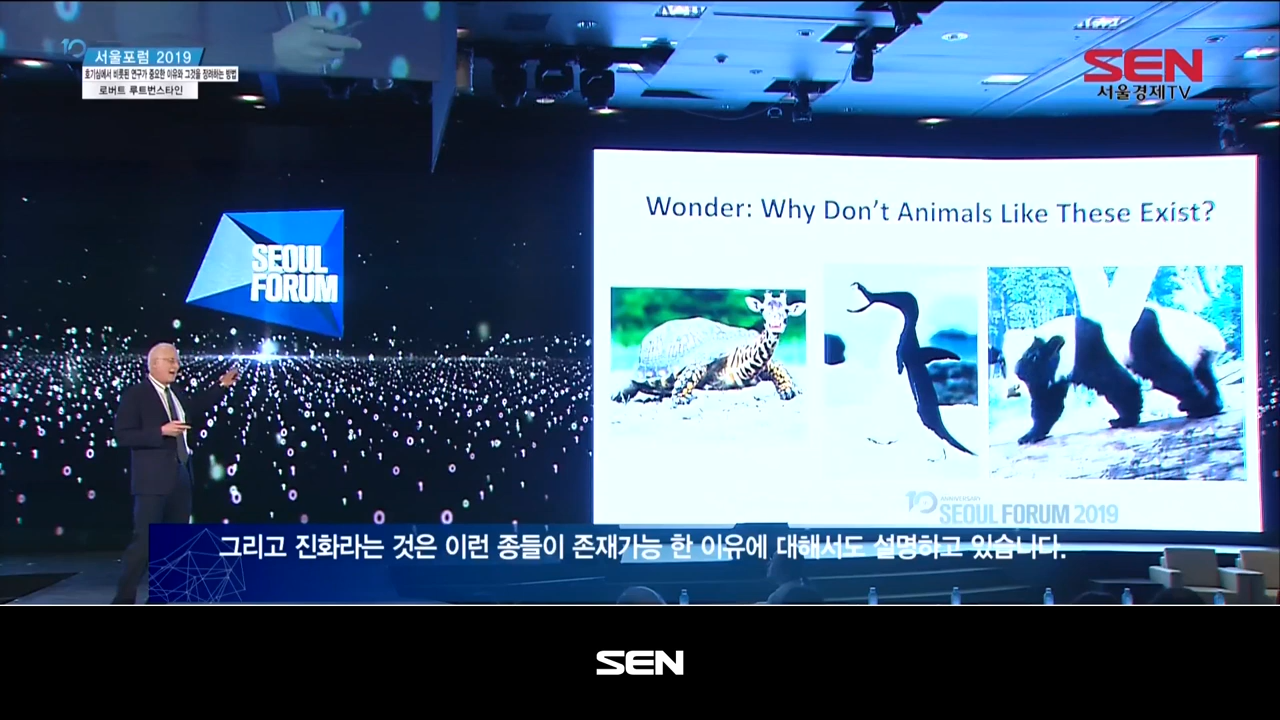 10
서울포럼 2019
호기심에서 비롯된 연구가 중요한 이유와 그것을 장려하는 방법
로버트 루트번스타인
SEN
서울경제TV
Wonder: Why Don't Animals Like These Exist?
SEOUL
FORUM
10 ANNIVERSARY
SEOUL FORUM 2019
그리고 진화라는 것은 이런 종들이 존재가능 한 이유에 대해서도 설명하고 있습니다.
SEN